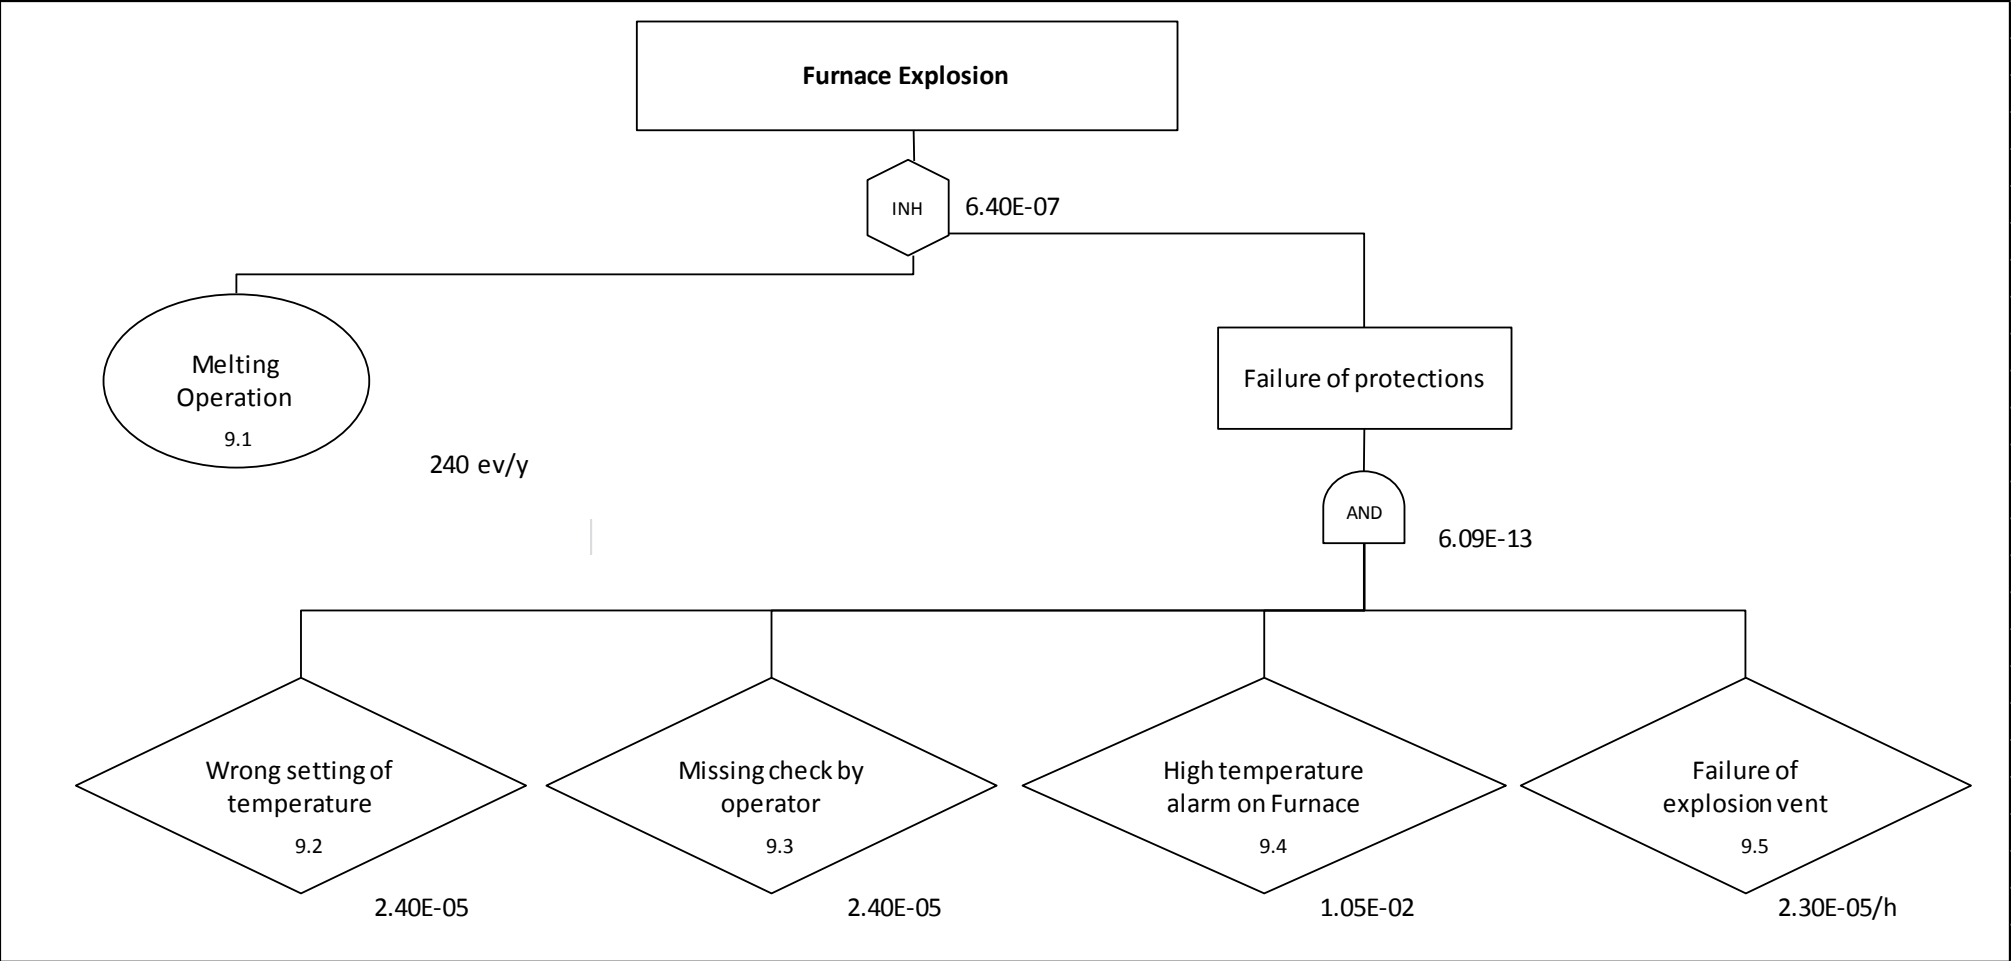 Furnace Explosion
INH
6.40E-07
Melting
Operation
9.1
240 ev/y
Failure of protections
AND
6.09E-13
Wrong setting of
temperature
9.2
2.40E-05
Missing check by
operator
9.3
2.40E-05
High temperature
alarm on Furnace
9.4
1.05E-02
Failure of
explosion vent
9.5
2.30E-05/h